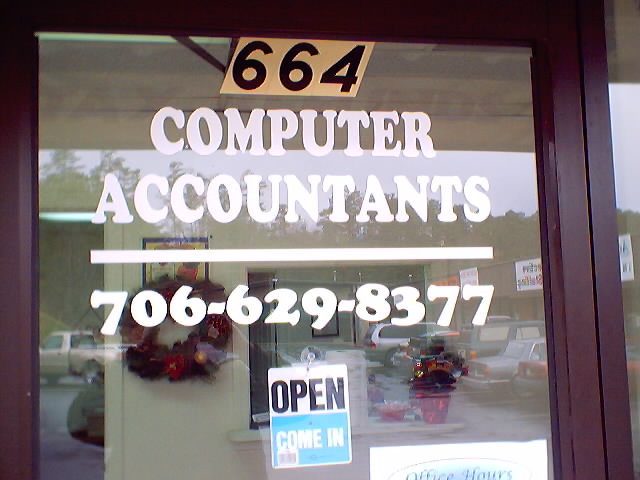 664
COMPUTER
ACCOUNTANTS
706-629-8377
OPEN
COME IN
Office Hours